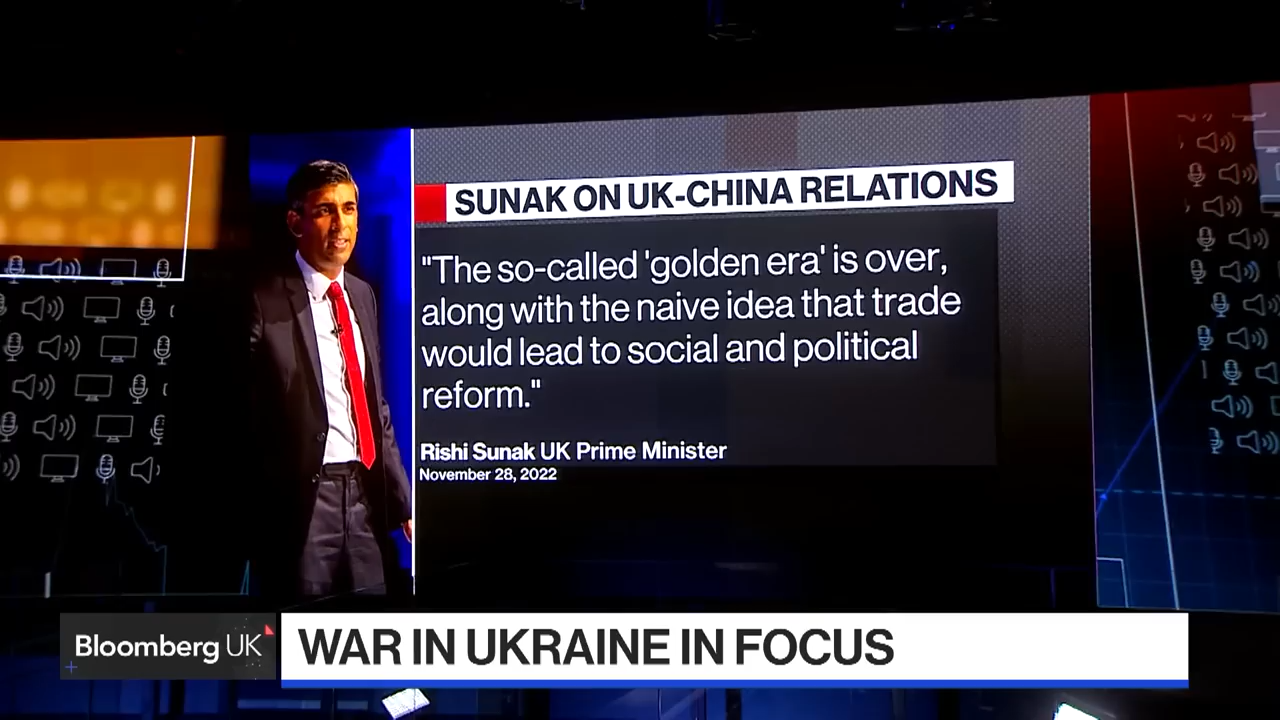 SUNAK ON UK-CHINA RELATIONS
"The so-called 'golden era' is over,
along with the naive idea that trade
would lead to social and political
reform."
Rishi Sunak UK Prime Minister
November 28, 2022
Bloomberg UK
WAR IN UKRAINE IN FOCUS